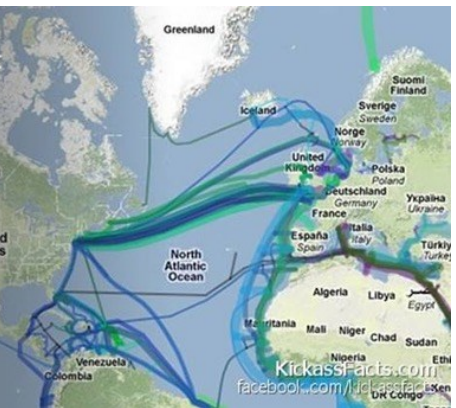 Greenland
Suomi
Finland
Iceland
Sverige
Sweden
Norge
Norway
United
Kingdom
Polska
Poland
Deutschland
Germany
Україна
Ukraine
France
Italia
Italy
España
Spain
Türkiy
Turkey
North
Atlantic
Ocean
Algeria
Libya
مصر
Egypt
Mauritania
Mali
Niger
Chad
Sudan
Venezuela
Colombia
Nigeria
Eth
KickassFacts.com
DR Congo
facebook.com/kickassfacts